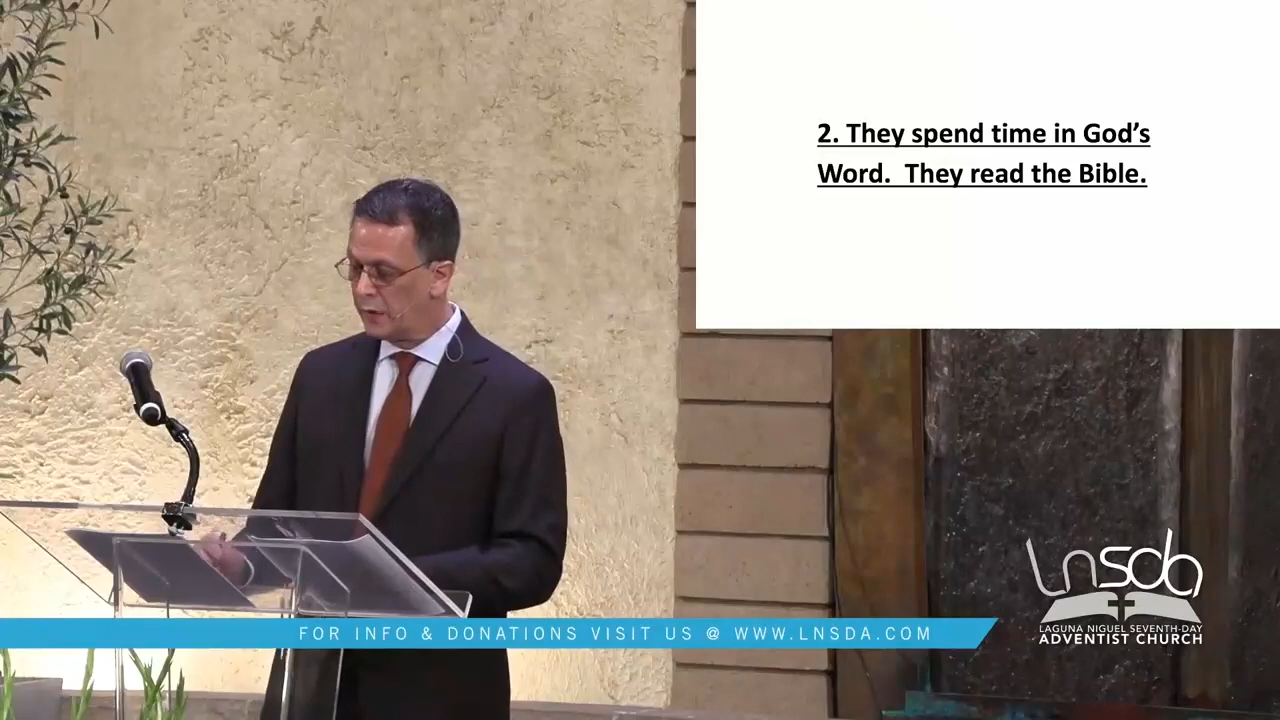 2. They spend time in God’s
Word.  They read the Bible.
FOR INFO & DONATIONS VISIT US @ WWW.LNSDA.COM
Lnsda
LAGUNA NIGUEL SEVENTH-DAY
ADVENTIST CHURCH